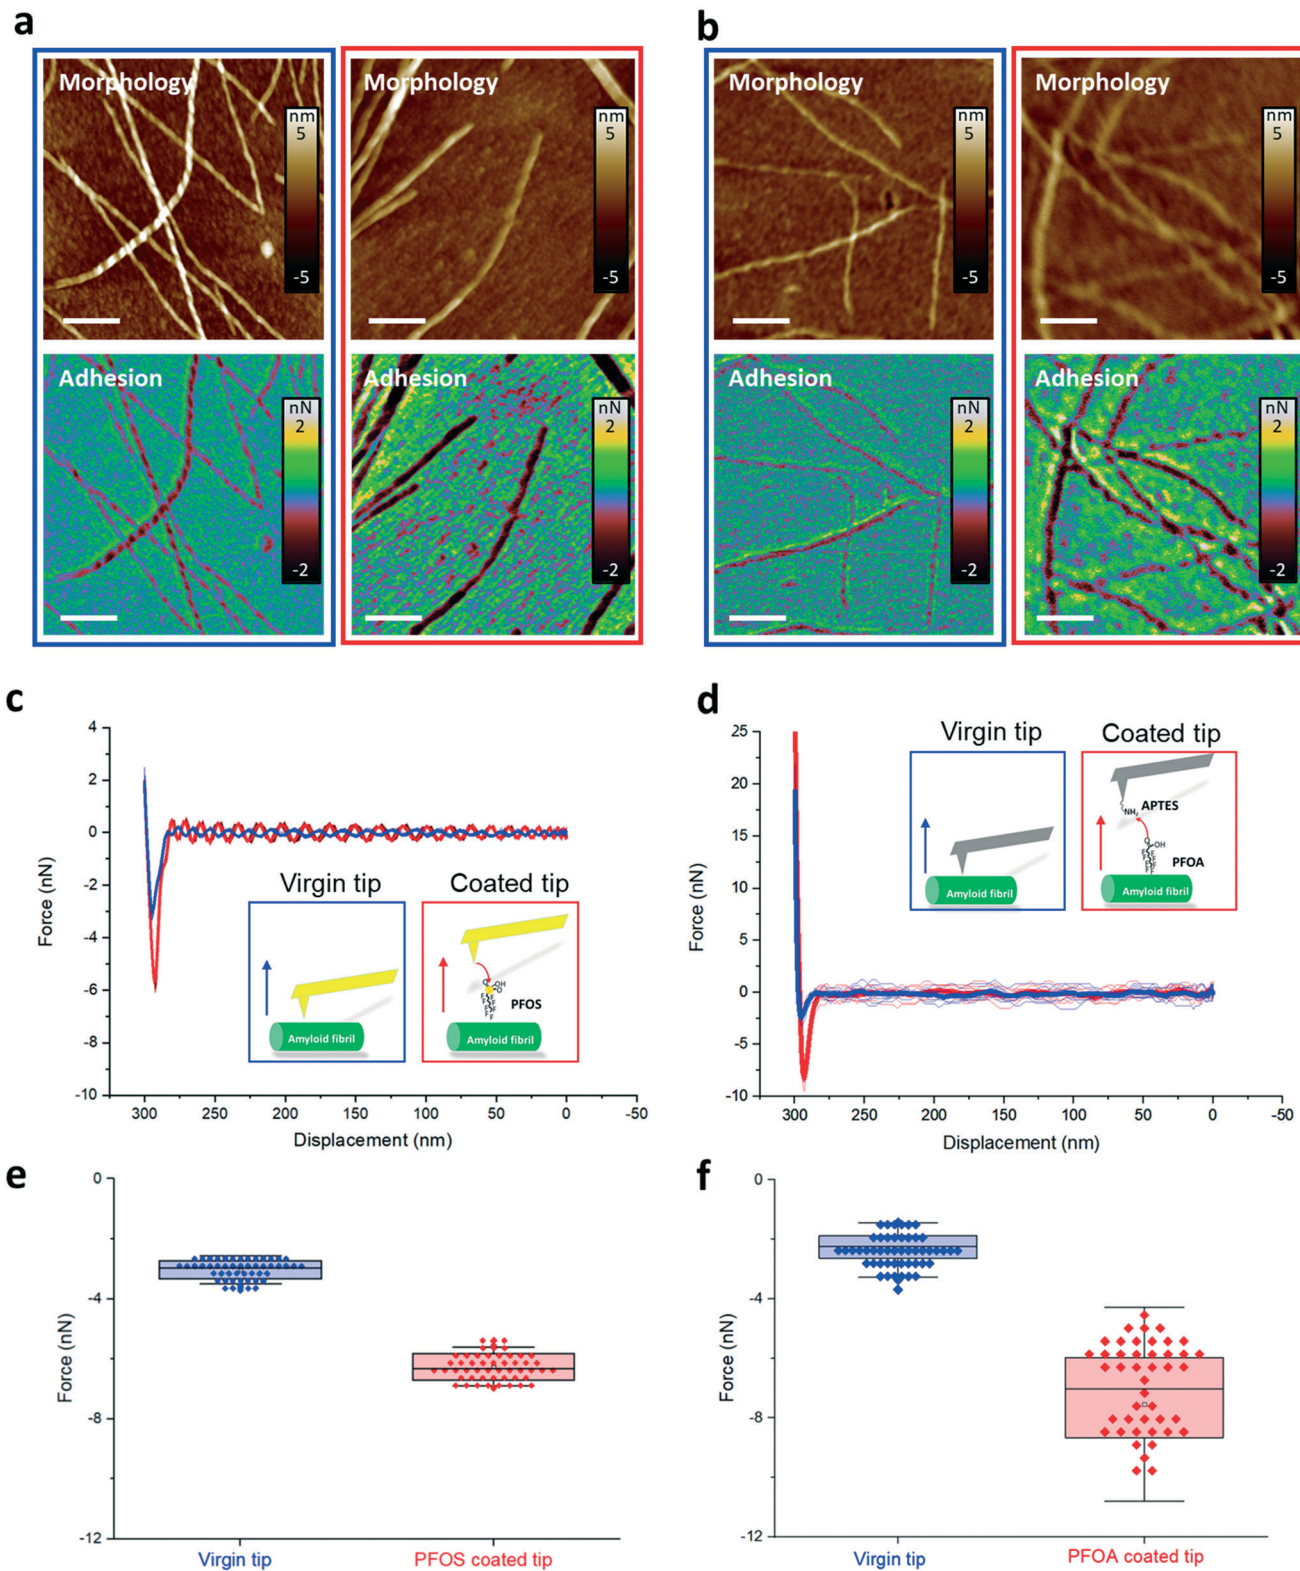 a
b
Morphology
nm
5
-5
Morphology
nm
5
-5
Morphology
nm
5
-5
Morphology
nm
5
-5
Adhesion
nN
2
-2
Adhesion
nN
2
-2
Adhesion
nN
2
-2
Adhesion
nN
2
-2
c
4
2
0
-2
-4
-6
-8
-10
Force (nN)
300 250 200 150 100 50 0 -50
Displacement (nm)
Virgin tip
Coated tip
Amyloid fibril
O OH
O
F F
F F
F F
F F
PFOS
Amyloid fibril
d
25
20
15
10
5
0
-5
-10
Force (nN)
300 250 200 150 100 50 0 -50
Displacement (nm)
Virgin tip
Coated tip
Amyloid fibril
NH2
APTES
O OH
F F
F F
F F
PFOA
Amyloid fibril
e
0
-4
-8
-12
Force (nN)
Virgin tip
PFOS coated tip
f
0
-4
-8
-12
Force (nN)
Virgin tip
PFOA coated tip